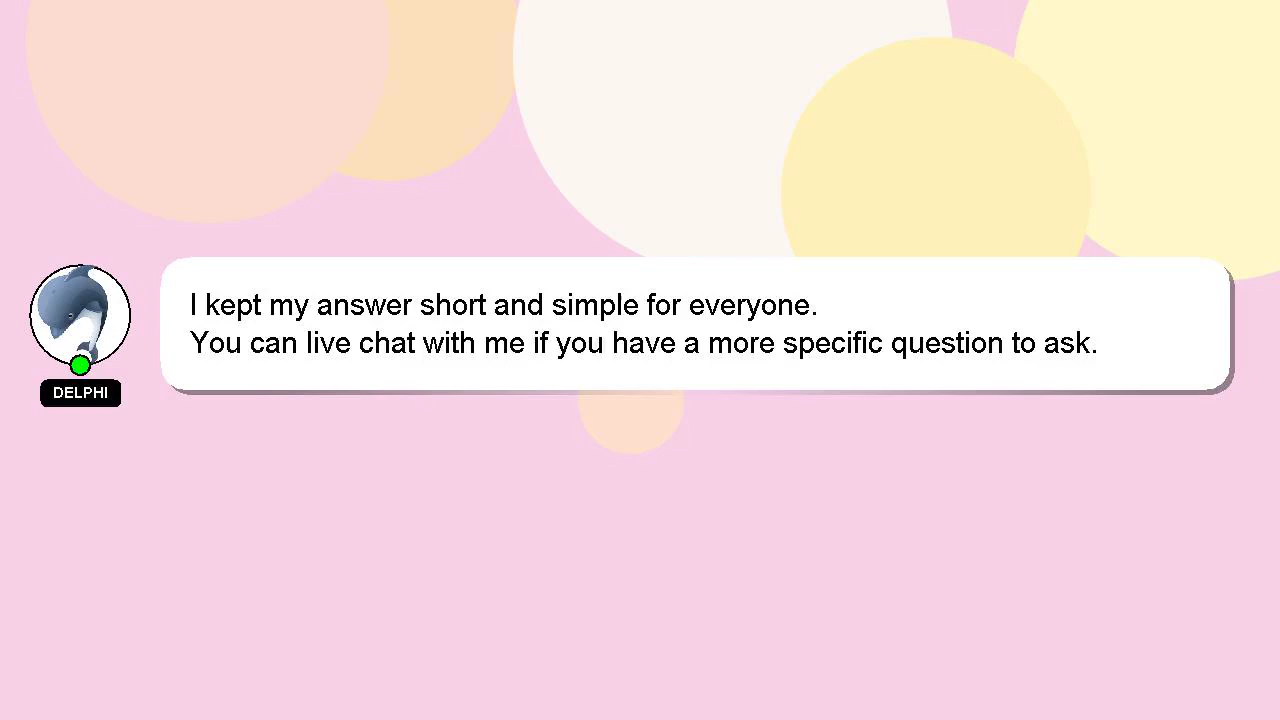 I kept my answer short and simple for everyone.
You can live chat with me if you have a more specific question to ask.
DELPHI